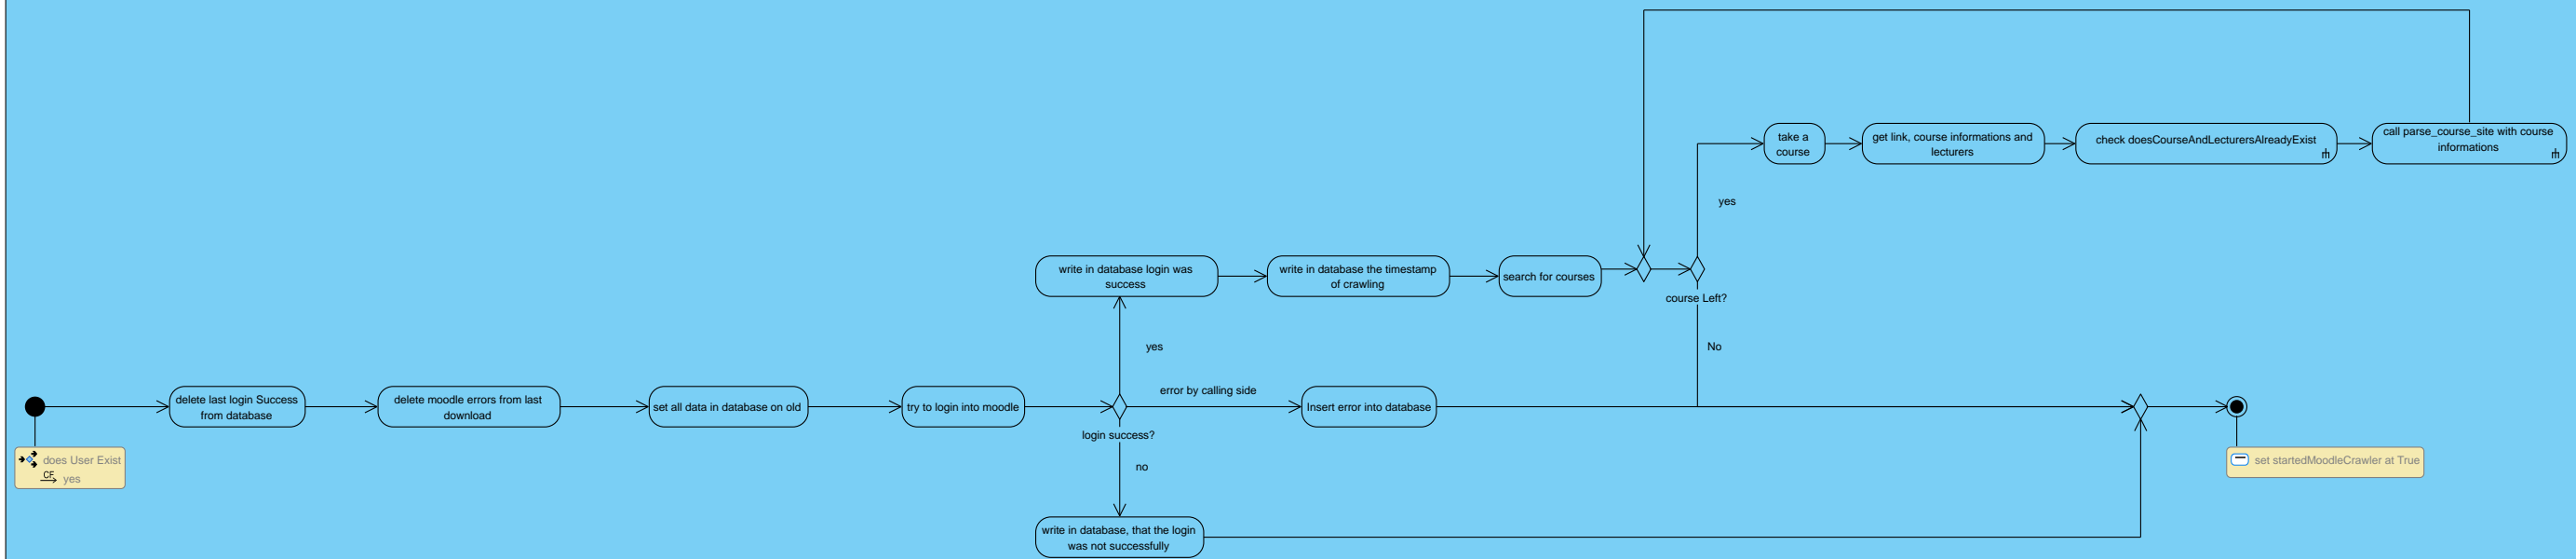 take a
course
get link, course informations and
lecturers
check doesCourseAndLecturersAlreadyExist
call parse_course_site with course
informations
yes
write in database login was
success
write in database the timestamp
of crawling
search for courses
course Left?
yes
No
error by calling side
delete last login Success
from database
delete moodle errors from last
download
set all data in database on old
try to login into moodle
Insert error into database
login success?
no
does User Exist
CF
yes
set startedMoodleCrawler at True
write in database, that the login
was not successfully